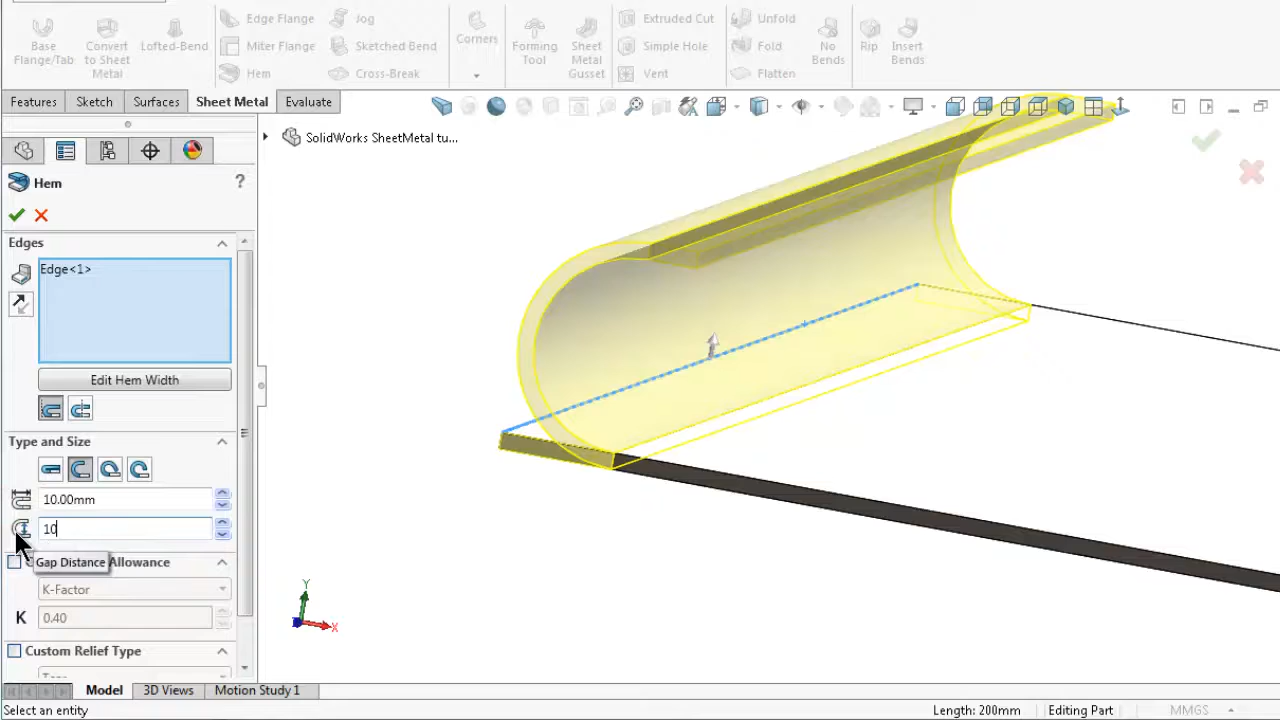 Base Flange/Tab
Convert to Sheet Metal
Lofted-Bend
Edge Flange
Miter Flange
Hem
Jog
Sketched Bend
Cross-Break
Corners
Forming Tool
Sheet Metal Gusset
Extruded Cut
Simple Hole
Vent
Unfold
Fold
Flatten
No Bends
Rip
Insert Bends
Features
Sketch
Surfaces
Sheet Metal
Evaluate
SolidWorks SheetMetal tu...
Hem
?
Edges
Edge<1>
Edit Hem Width
Type and Size
10.00mm
10
Gap Distance
Allowance
K-Factor
K
0.40
Custom Relief Type
Y
X
Model
3D Views
Motion Study 1
Select an entity
Length: 200mm
Editing Part
MMGS